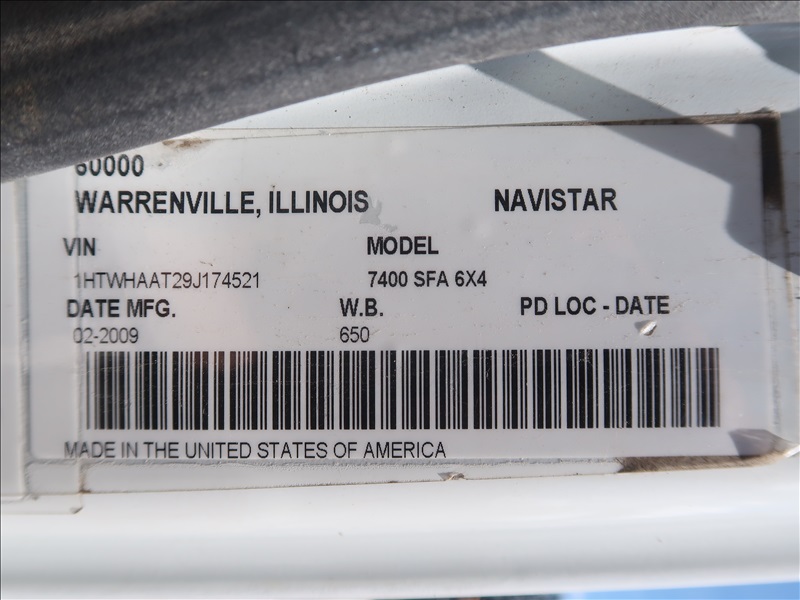 60000
WARRENVILLE, ILLINOIS NAVISTAR
VIN MODEL
1HTWHAAT29J174521 7400 SFA 6X4
DATE MFG. W.B. PD LOC - DATE
02-2009 650
MADE IN THE UNITED STATES OF AMERICA